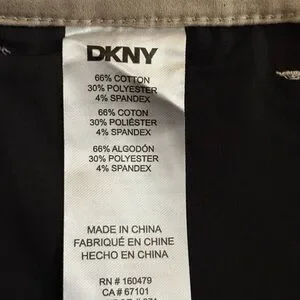 DKNY
66% COTTON
30% POLYESTER
4% SPANDEX
66% COTON
30% POLIÉSTER
4% SPANDEX
66% ALGODÓN
30% POLYESTER
4% SPANDEX
MADE IN CHINA
FABRIQUÉ EN CHINE
HECHO EN CHINA
RN # 160479
CA # 67101